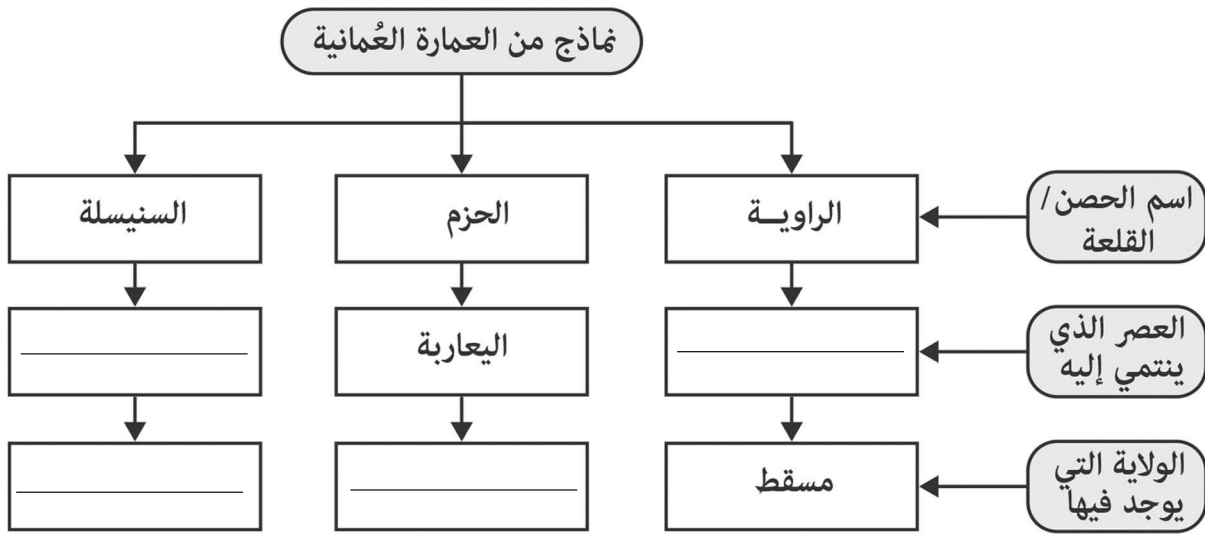 نماذج من العمارة العُمانية
اسم الحصن/
القلعة
الراويــة
الحزم
السنيسلة
العصر الذي
ينتمي إليه
اليعاربة
الولاية التي
يوجد فيها
مسقط